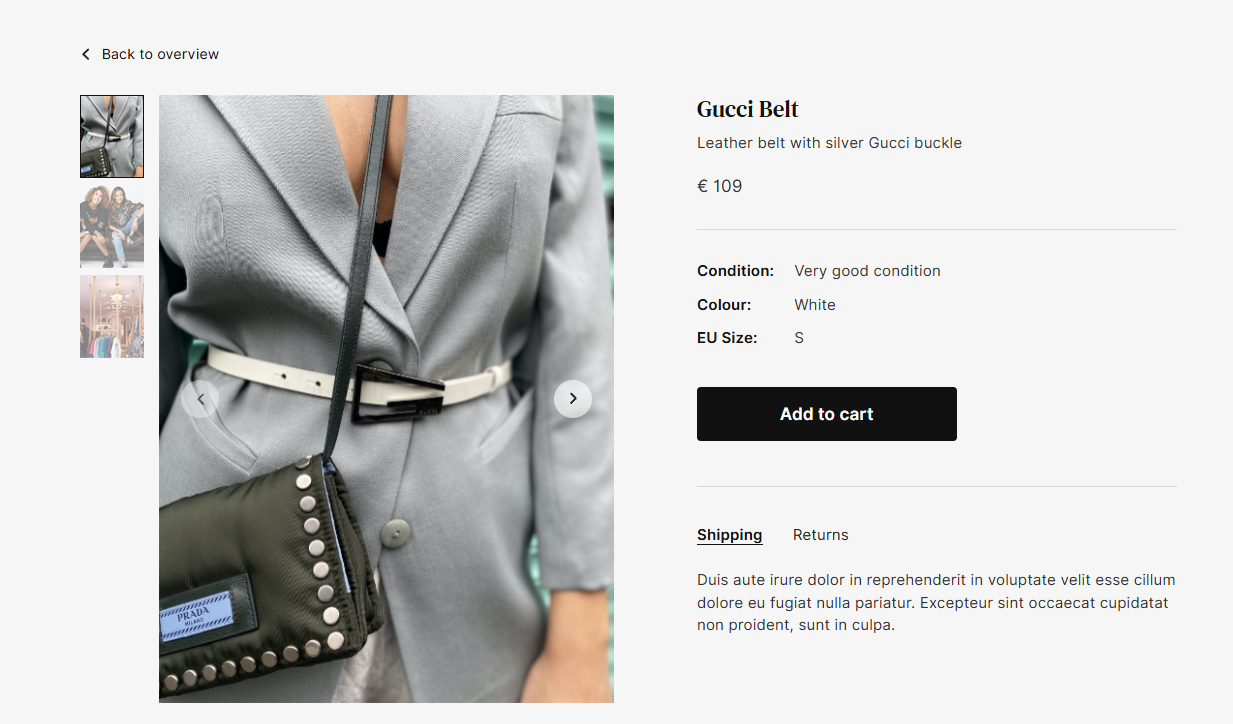 Back to overview
Gucci Belt
Leather belt with silver Gucci buckle
€ 109
Condition: Very good condition
Colour: White
EU Size: S
Add to cart
Shipping Returns
Duis aute irure dolor in reprehenderit in voluptate velit esse cillum
dolore eu fugiat nulla pariatur. Excepteur sint occaecat cupidatat
non proident, sunt in culpa.
PRADA
MILANO